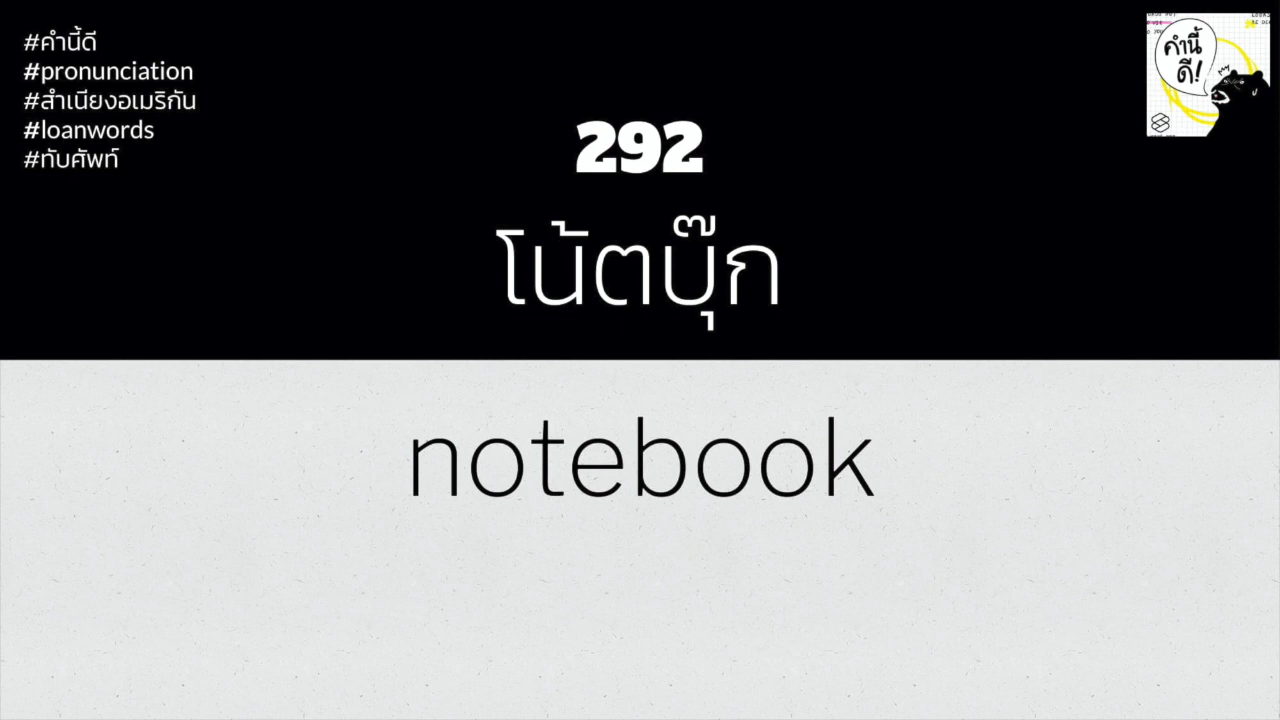 #คำนี้ดี
#pronunciation
#สำเนียงอเมริกัน
#loanwords
#ทับศัพท์
คำนี้
ดี!
292
โน้ตบุ๊ก
notebook